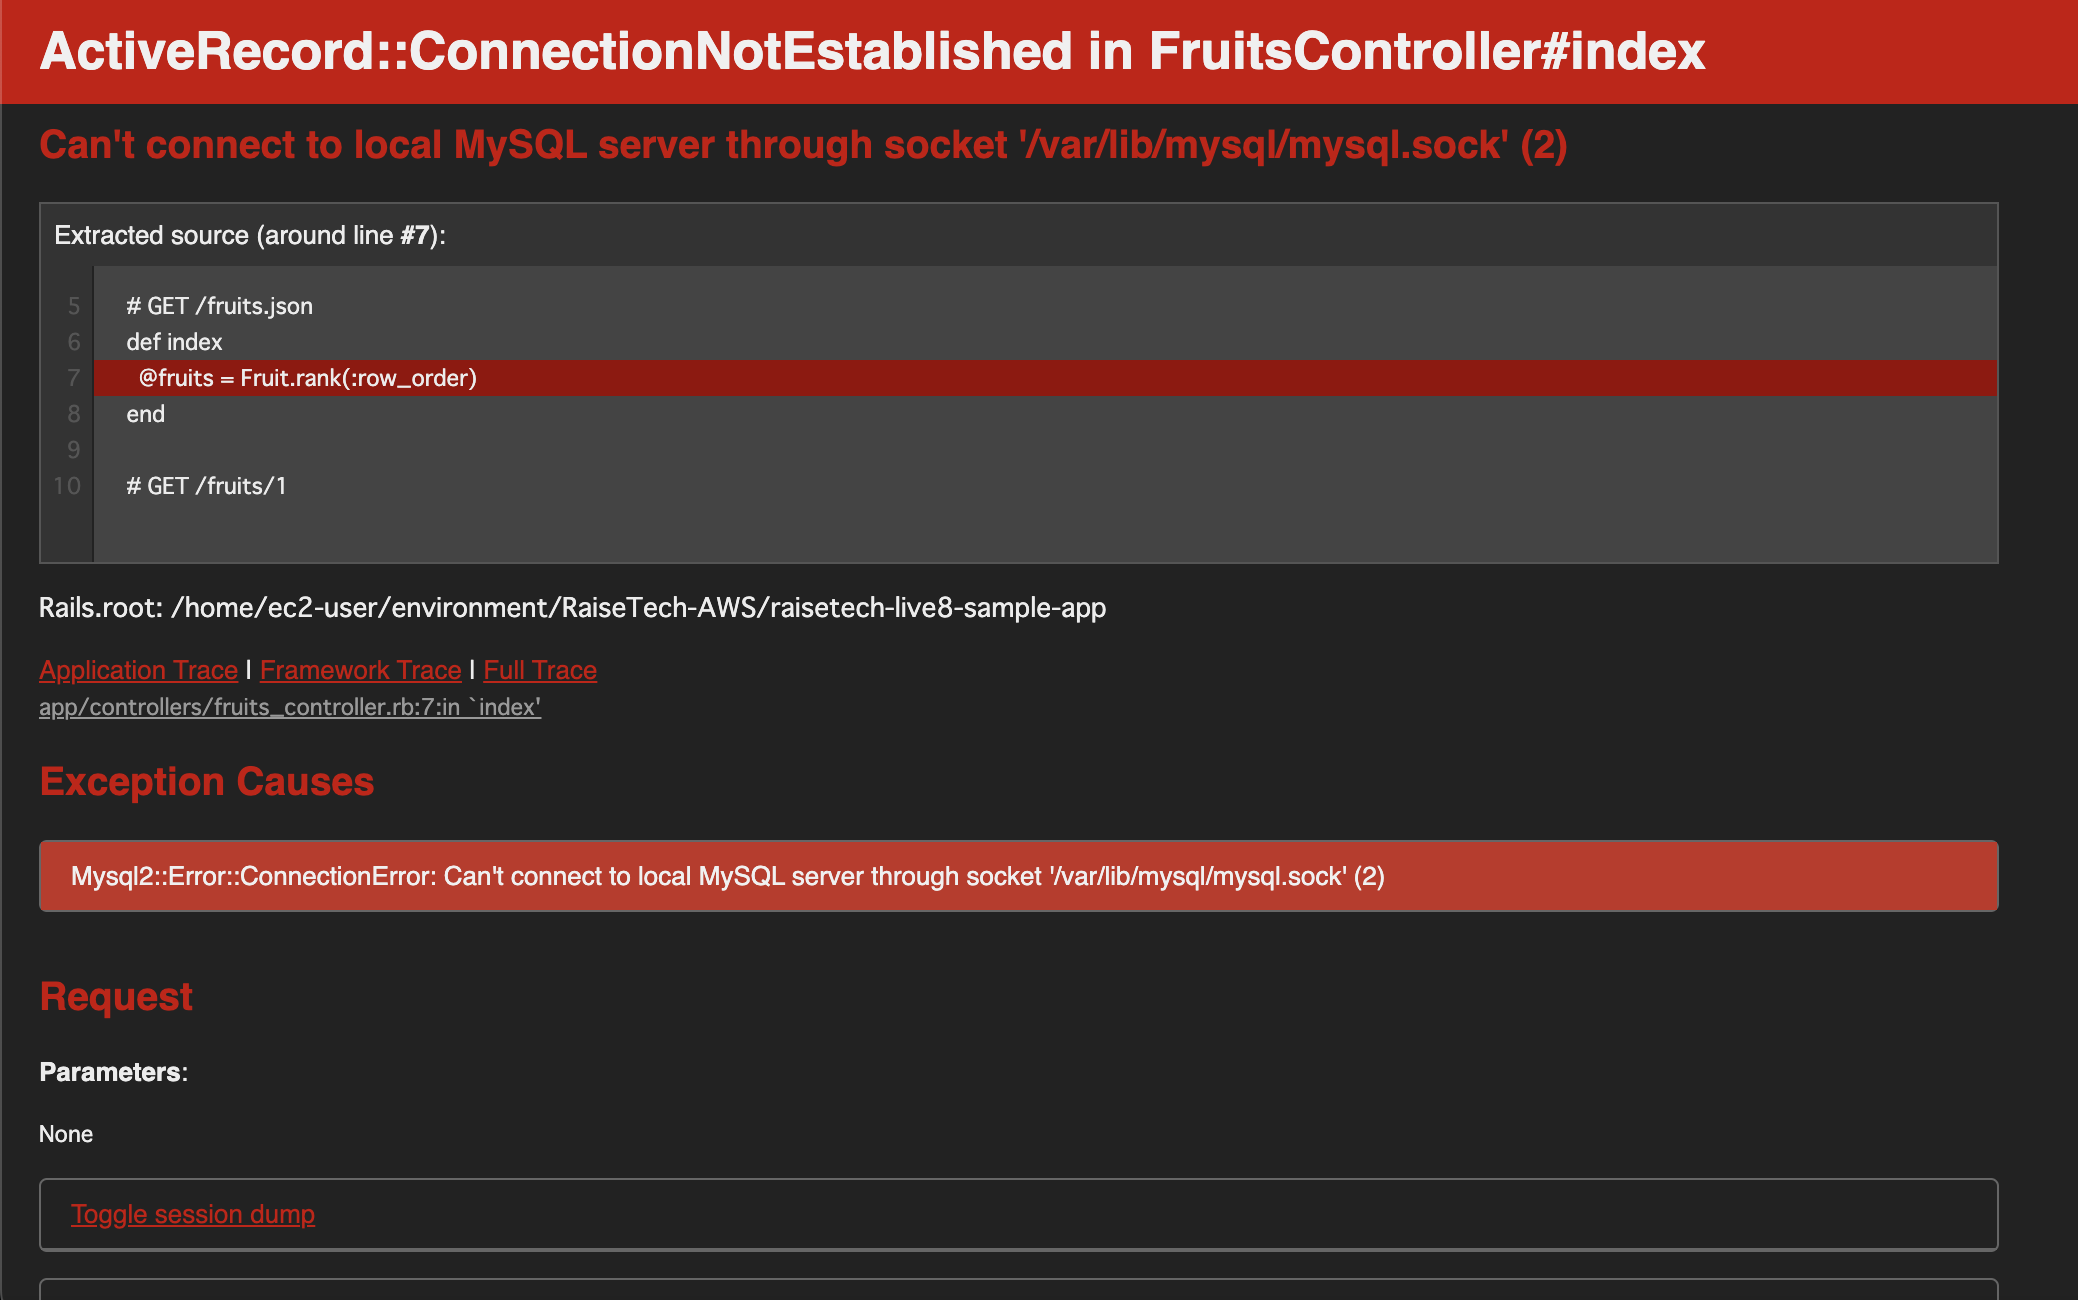 ActiveRecord::ConnectionNotEstablished in FruitsController#index
Can't connect to local MySQL server through socket '/var/lib/mysql/mysql.sock' (2)
Extracted source (around line #7):
5 # GET /fruits.json
6 def index
7 @fruits = Fruit.rank(:row_order)
8 end
9
10 # GET /fruits/1
Rails.root: /home/ec2-user/environment/RaiseTech-AWS/raisetech-live8-sample-app
Application Trace | Framework Trace | Full Trace
app/controllers/fruits_controller.rb:7:in `index'
Exception Causes
Mysql2::Error::ConnectionError: Can't connect to local MySQL server through socket '/var/lib/mysql/mysql.sock' (2)
Request
Parameters:
None
Toggle session dump